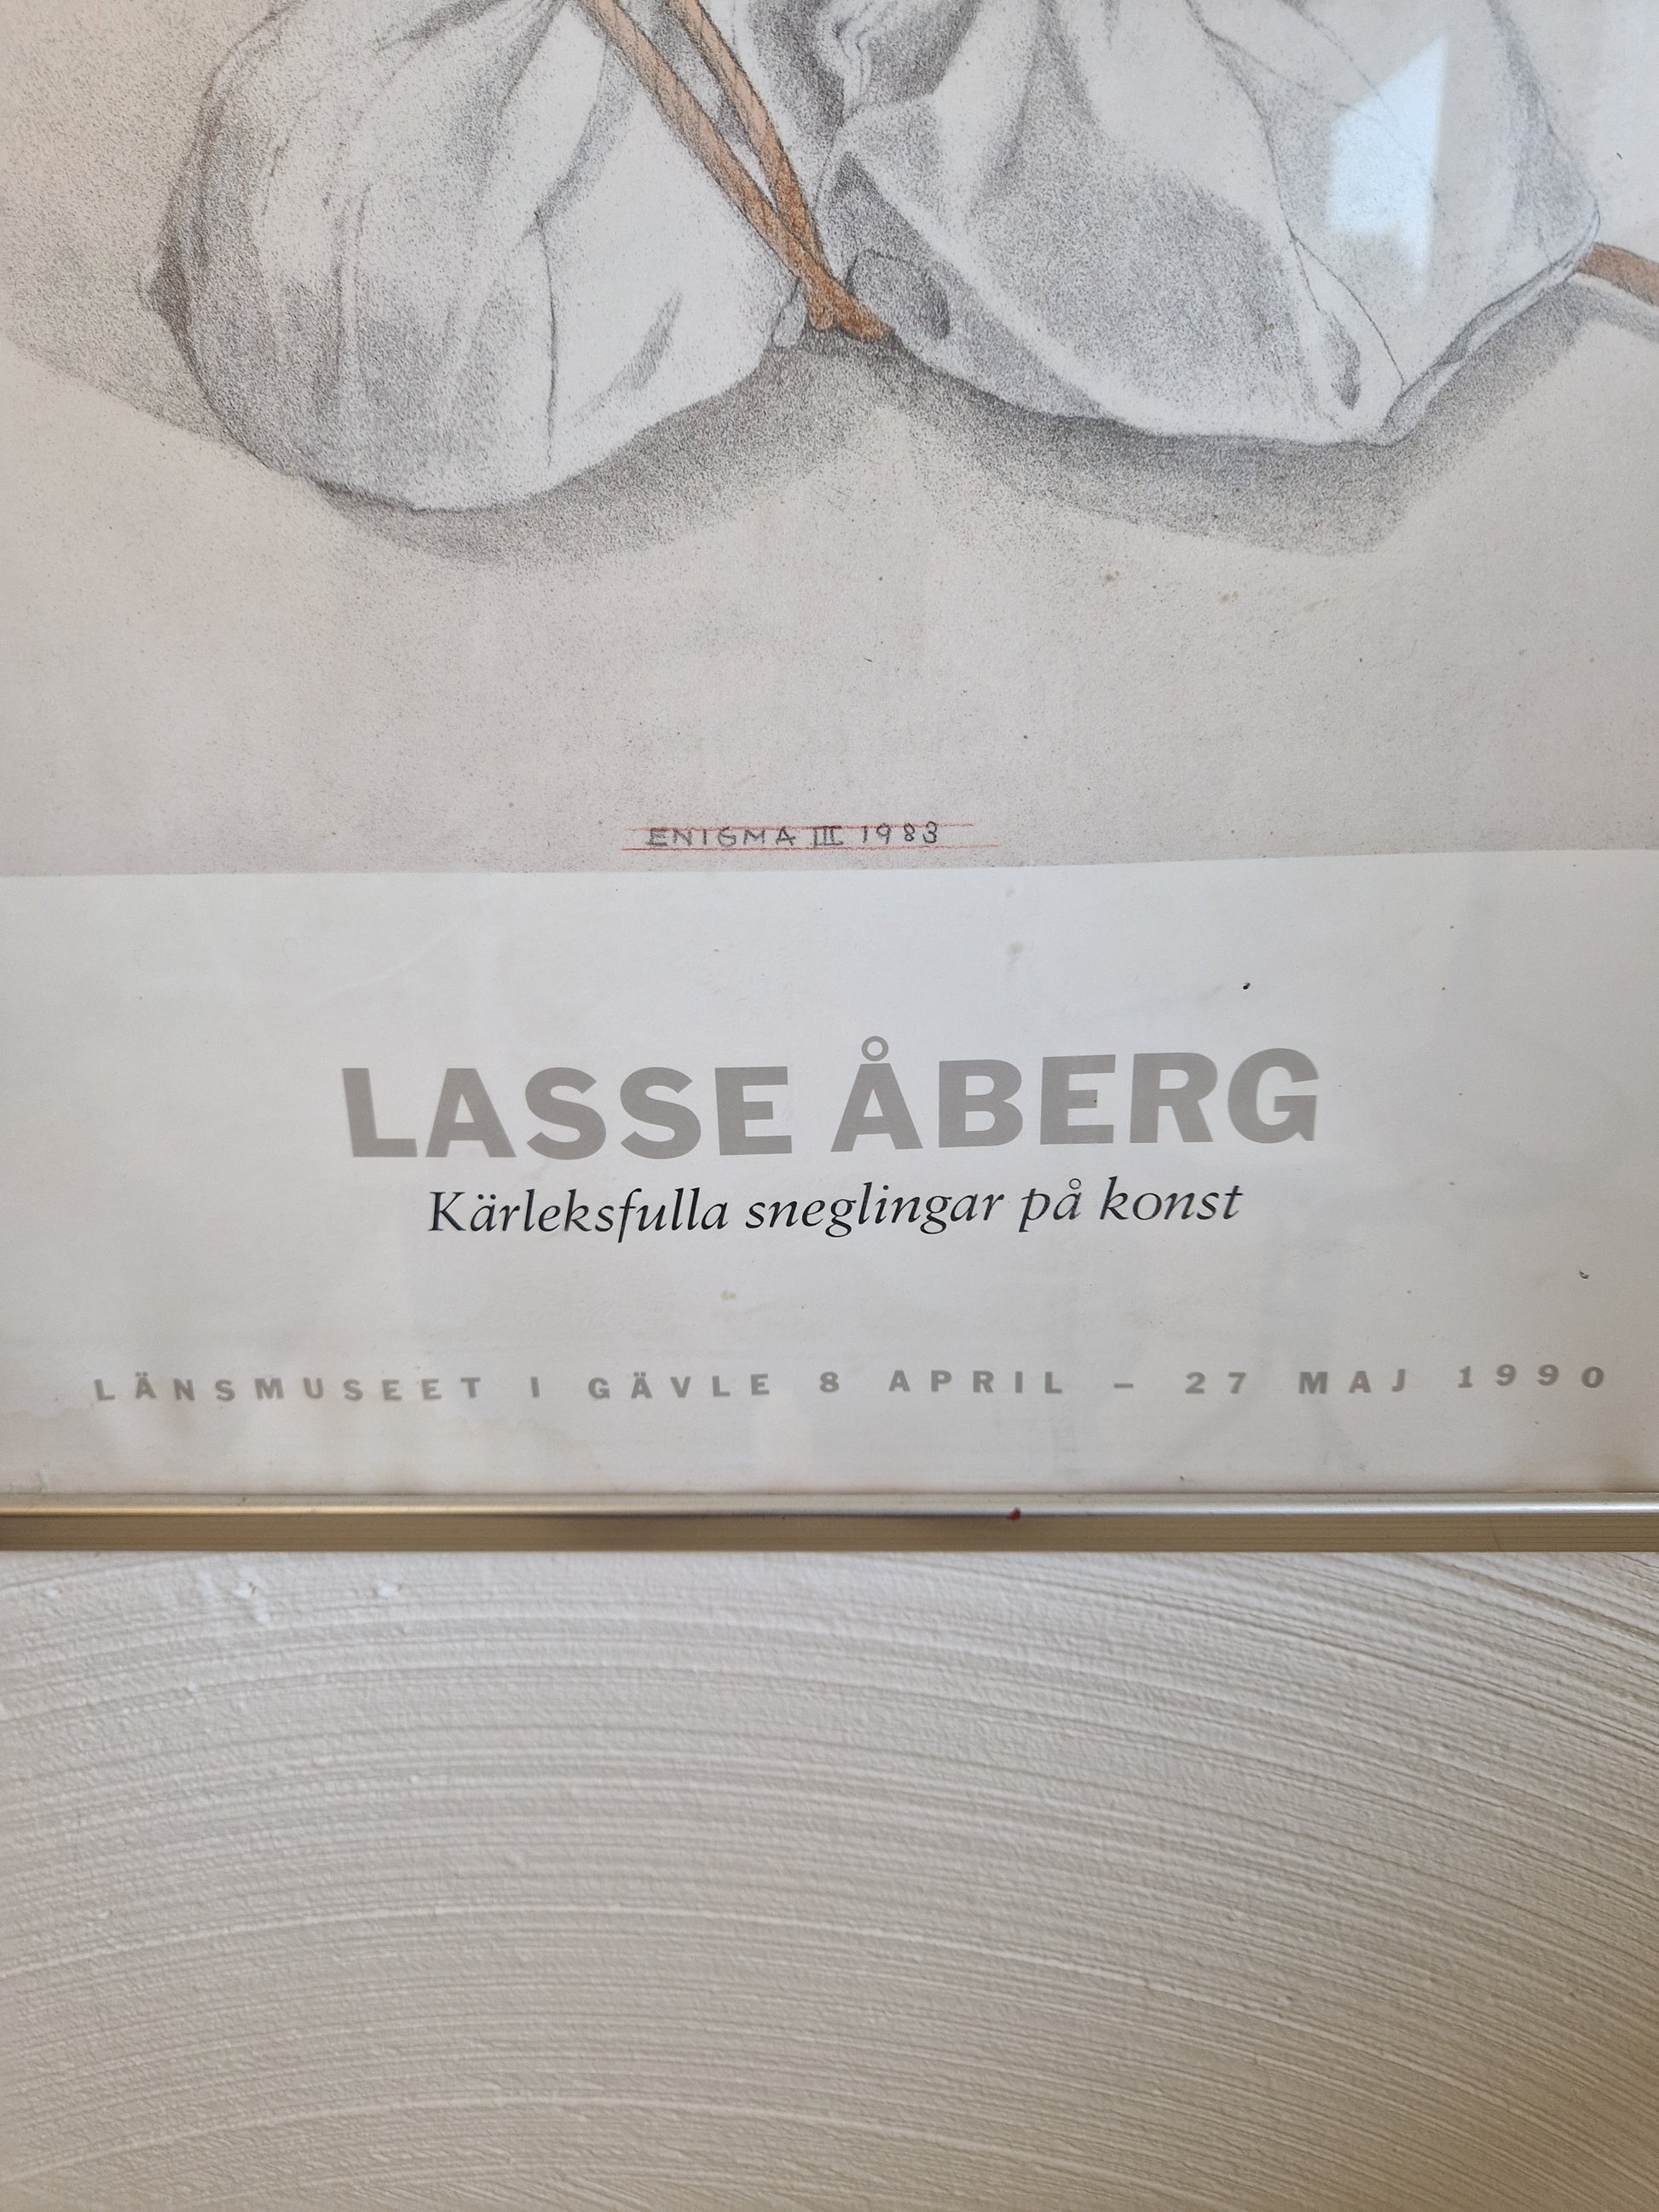 ENIGMA III 1983
LASSE ÅBERG
Kärleksfulla sneglingar på konst
LÄNSMUSEET I GÄVLE 8 APRIL – 27 MAJ 1990